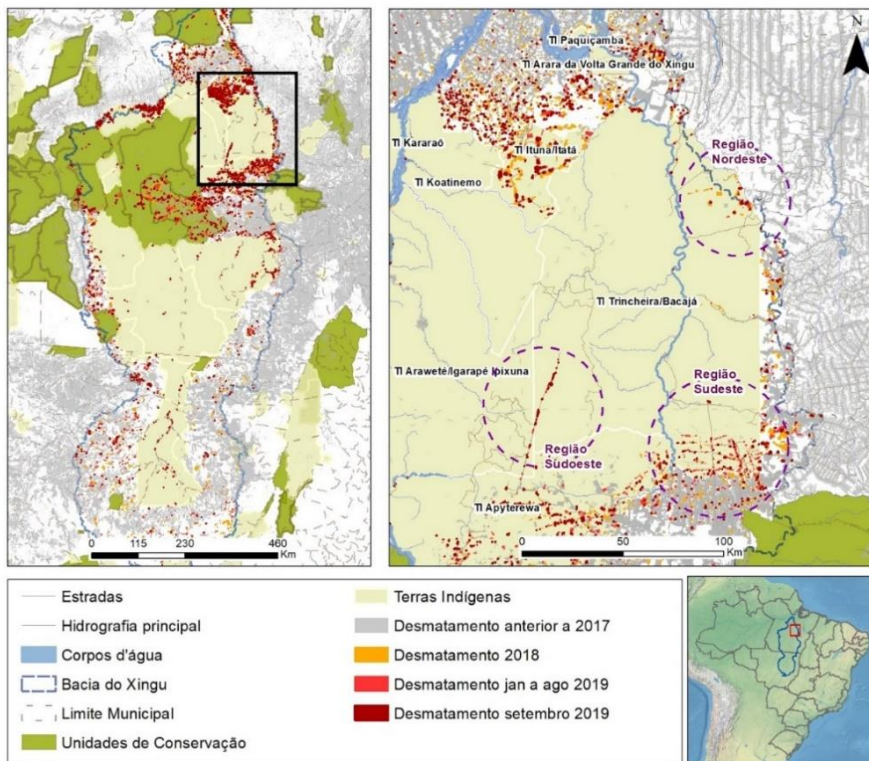 N
TI Paquiçamba
TI Arara da Volta Grande do Xingu
TI Kararaô
TI Ituna/Itatá
Região
Nordeste
TI Koatinemo
TI Trincheira/Bacajá
TI Araweté/Igarapé Ipixuna
Região
Sudeste
Região
Sudoeste
TI Apyterewa
0 115 230 460
Km
0 50 100
Km
Estradas
Hidrografia principal
Corpos d'água
Bacia do Xingu
Limite Municipal
Unidades de Conservação
Terras Indígenas
Desmatamento anterior a 2017
Desmatamento 2018
Desmatamento jan a ago 2019
Desmatamento setembro 2019